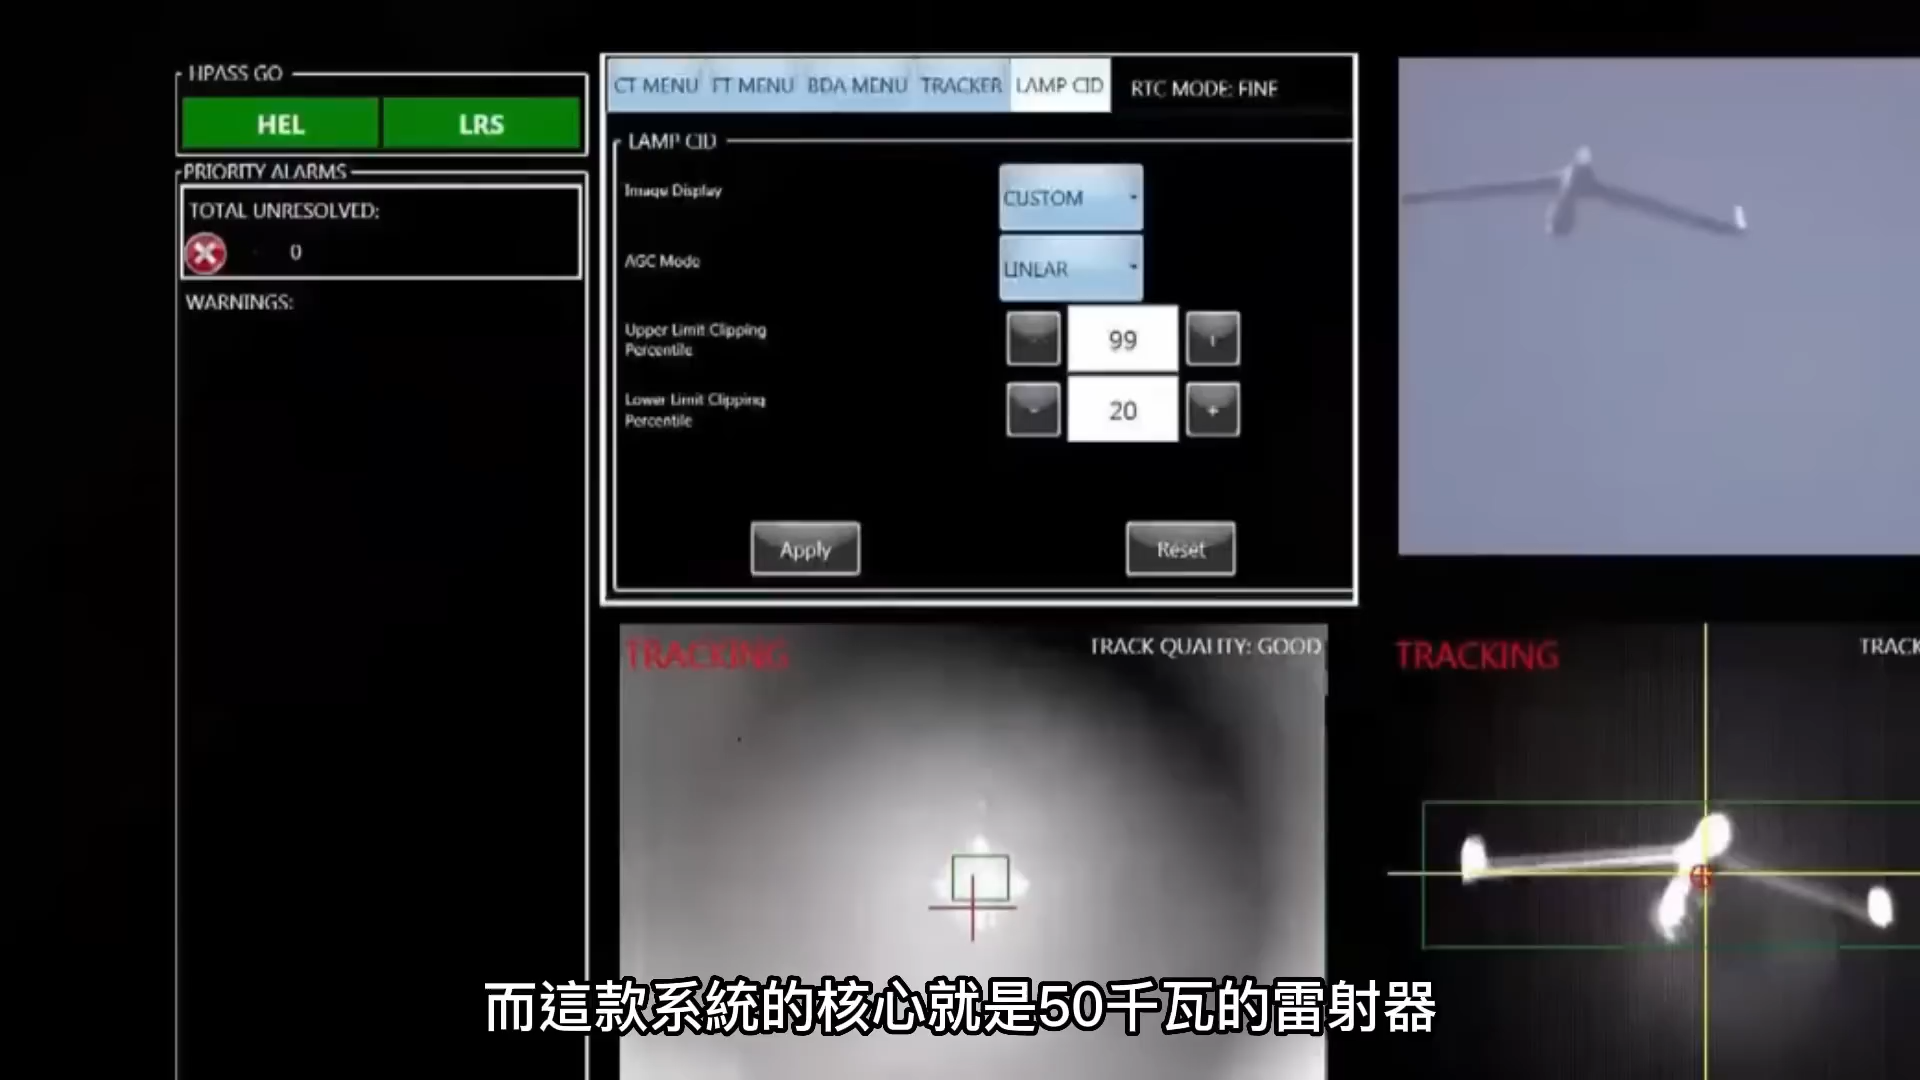 HPASS GO
HEL
LRS
PRIORITY ALARMS
TOTAL UNRESOLVED:
0
WARNINGS:
CT MENU
FT MENU
BDA MENU
TRACKER
LAMP CID
RTC MODE: FINE
LAMP CID
Image Display
CUSTOM
AGC Mode
LINEAR
Upper Limit Clipping
Percentile
-
99
+
Lower Limit Clipping
Percentile
-
20
+
Apply
Reset
TRACKING
TRACK QUALITY: GOOD
TRACKING
TRACK
而這款系統的核心就是50千瓦的雷射器